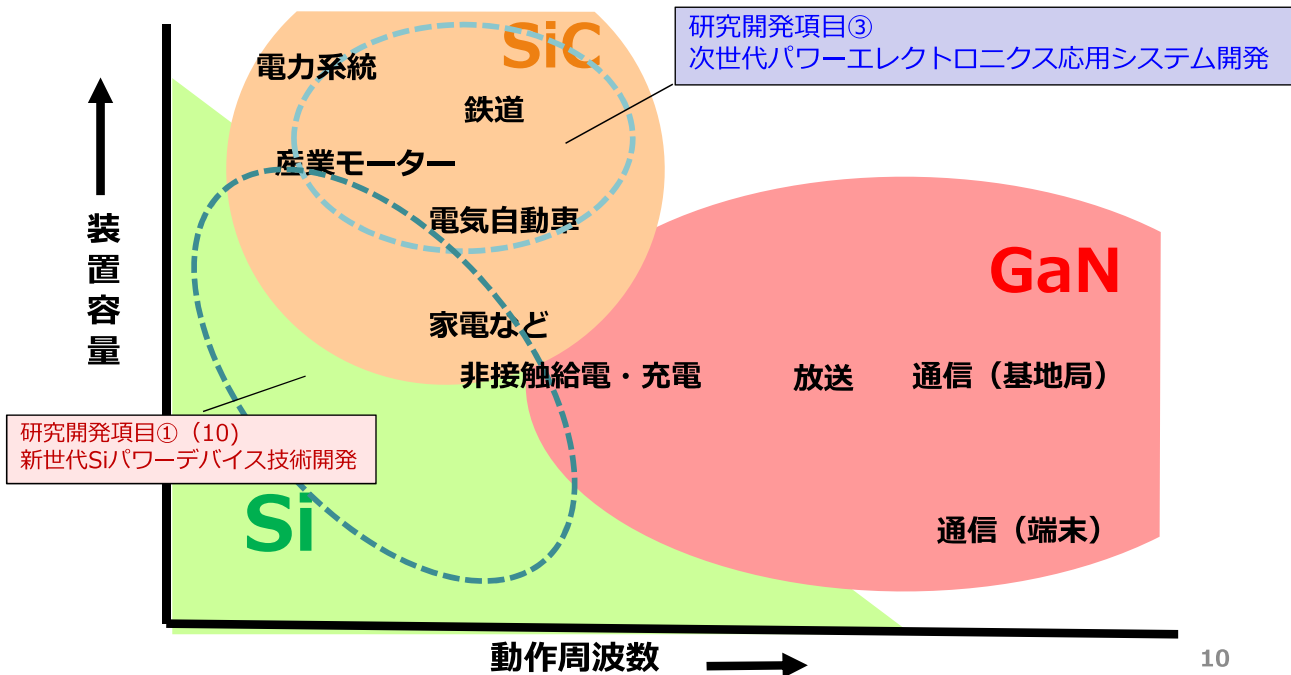 研究開発項目③
次世代パワーエレクトロニクス応用システム開発
SiC
電力系統
鉄道
産業モーター
電気自動車
装置容量
GaN
家電など
非接触給電・充電
放送
通信（基地局）
研究開発項目①（10)
新世代Siパワーデバイス技術開発
Si
通信（端末）
動作周波数
10